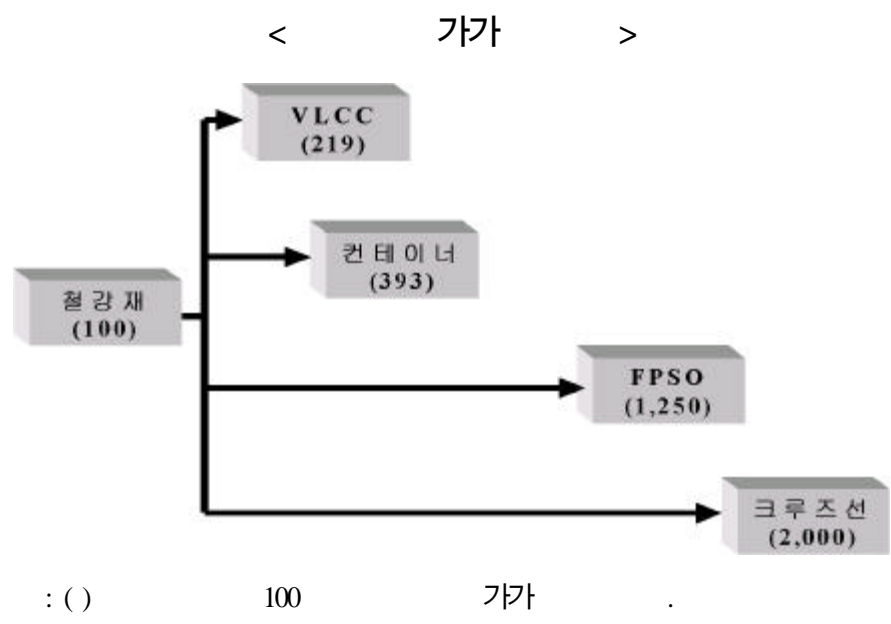 < 가가 >
VLCC
(219)
컨테이너
(393)
철강재
(100)
FPSO
(1,250)
크루즈선
(2,000)
: ( ) 100 가가 .